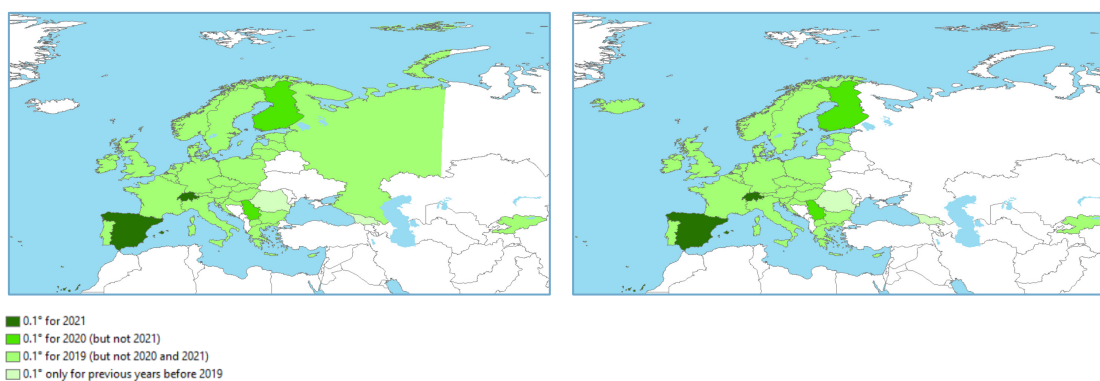 0.1° for 2021
0.1° for 2020 (but not 2021)
0.1° for 2019 (but not 2020 and 2021)
0.1° only for previous years before 2019